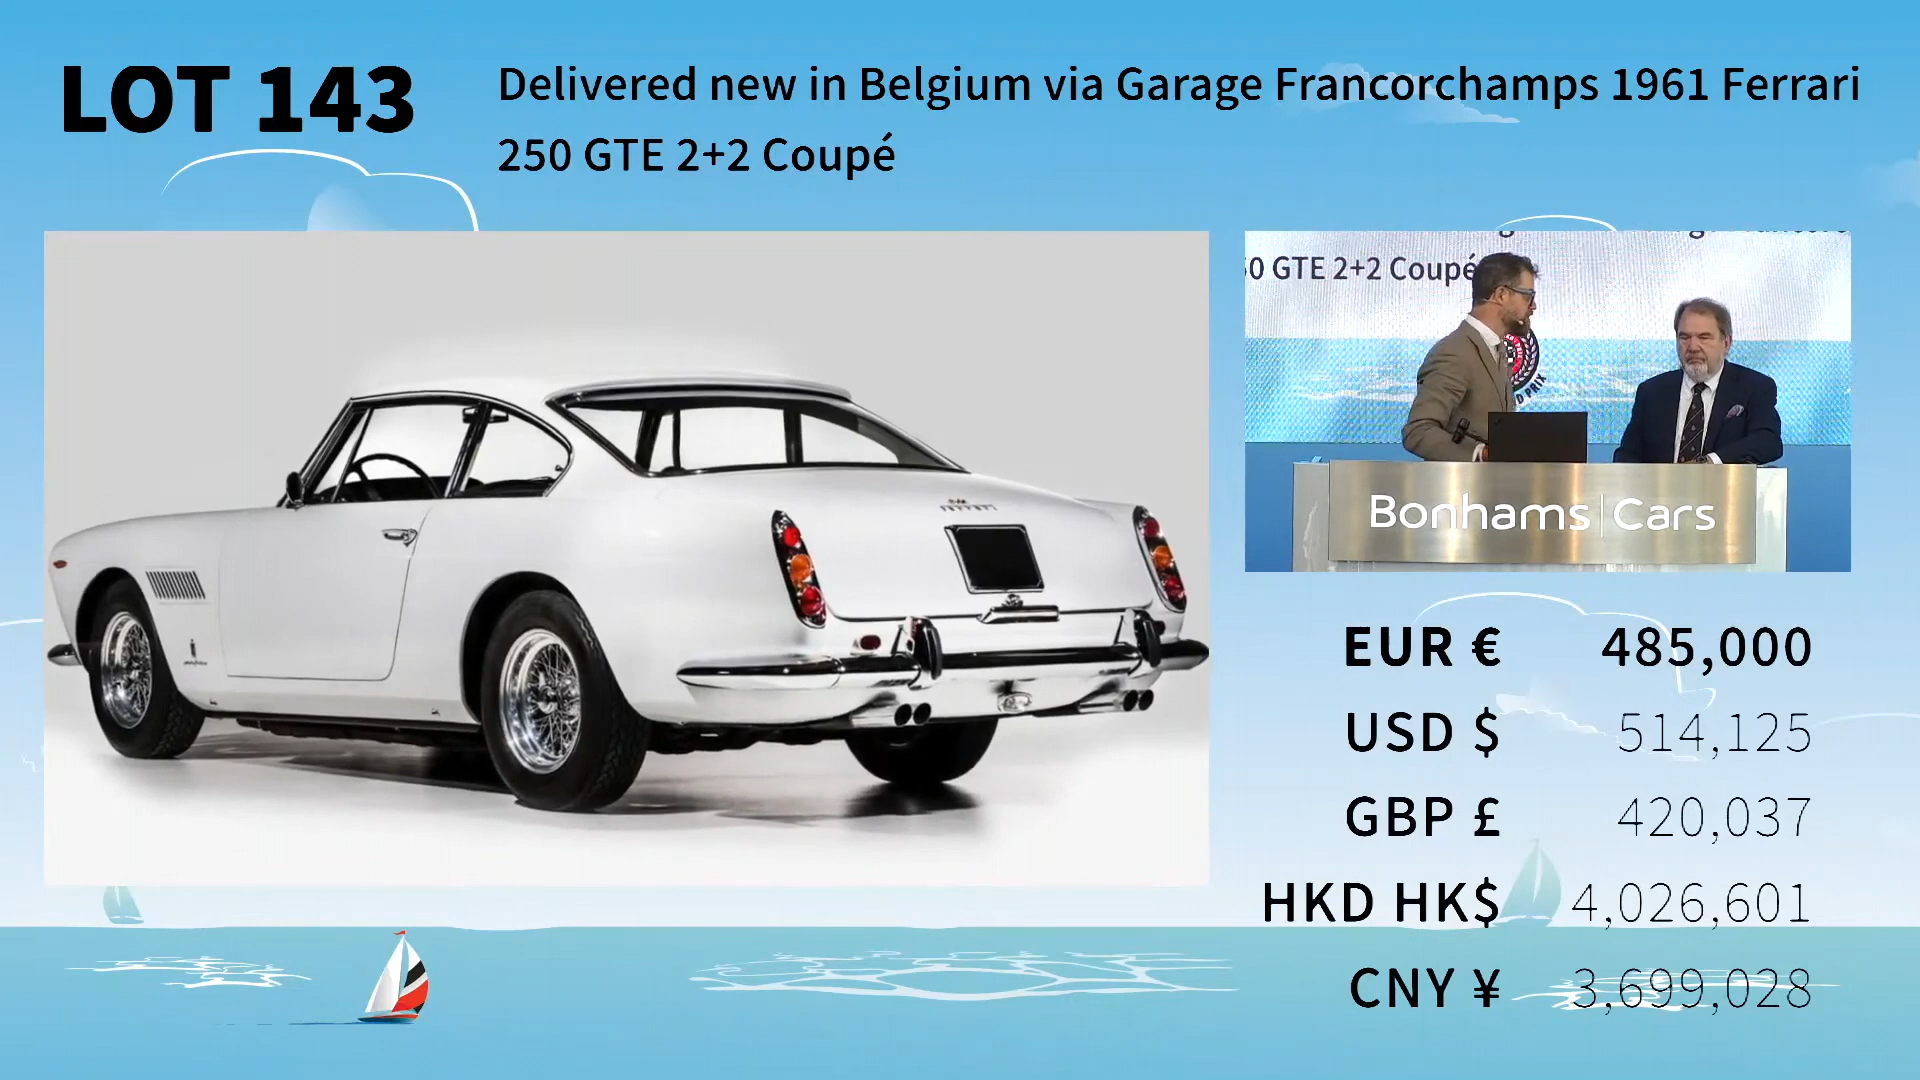 LOT 143
Delivered new in Belgium via Garage Francorchamps 1961 Ferrari
250 GTE 2+2 Coupé
0 GTE 2+2 Coupé
Bonhams|Cars
EUR € 485,000
USD $ 514,125
GBP £ 420,037
HKD HK$ 4,026,601
CNY ¥ 3,699,028